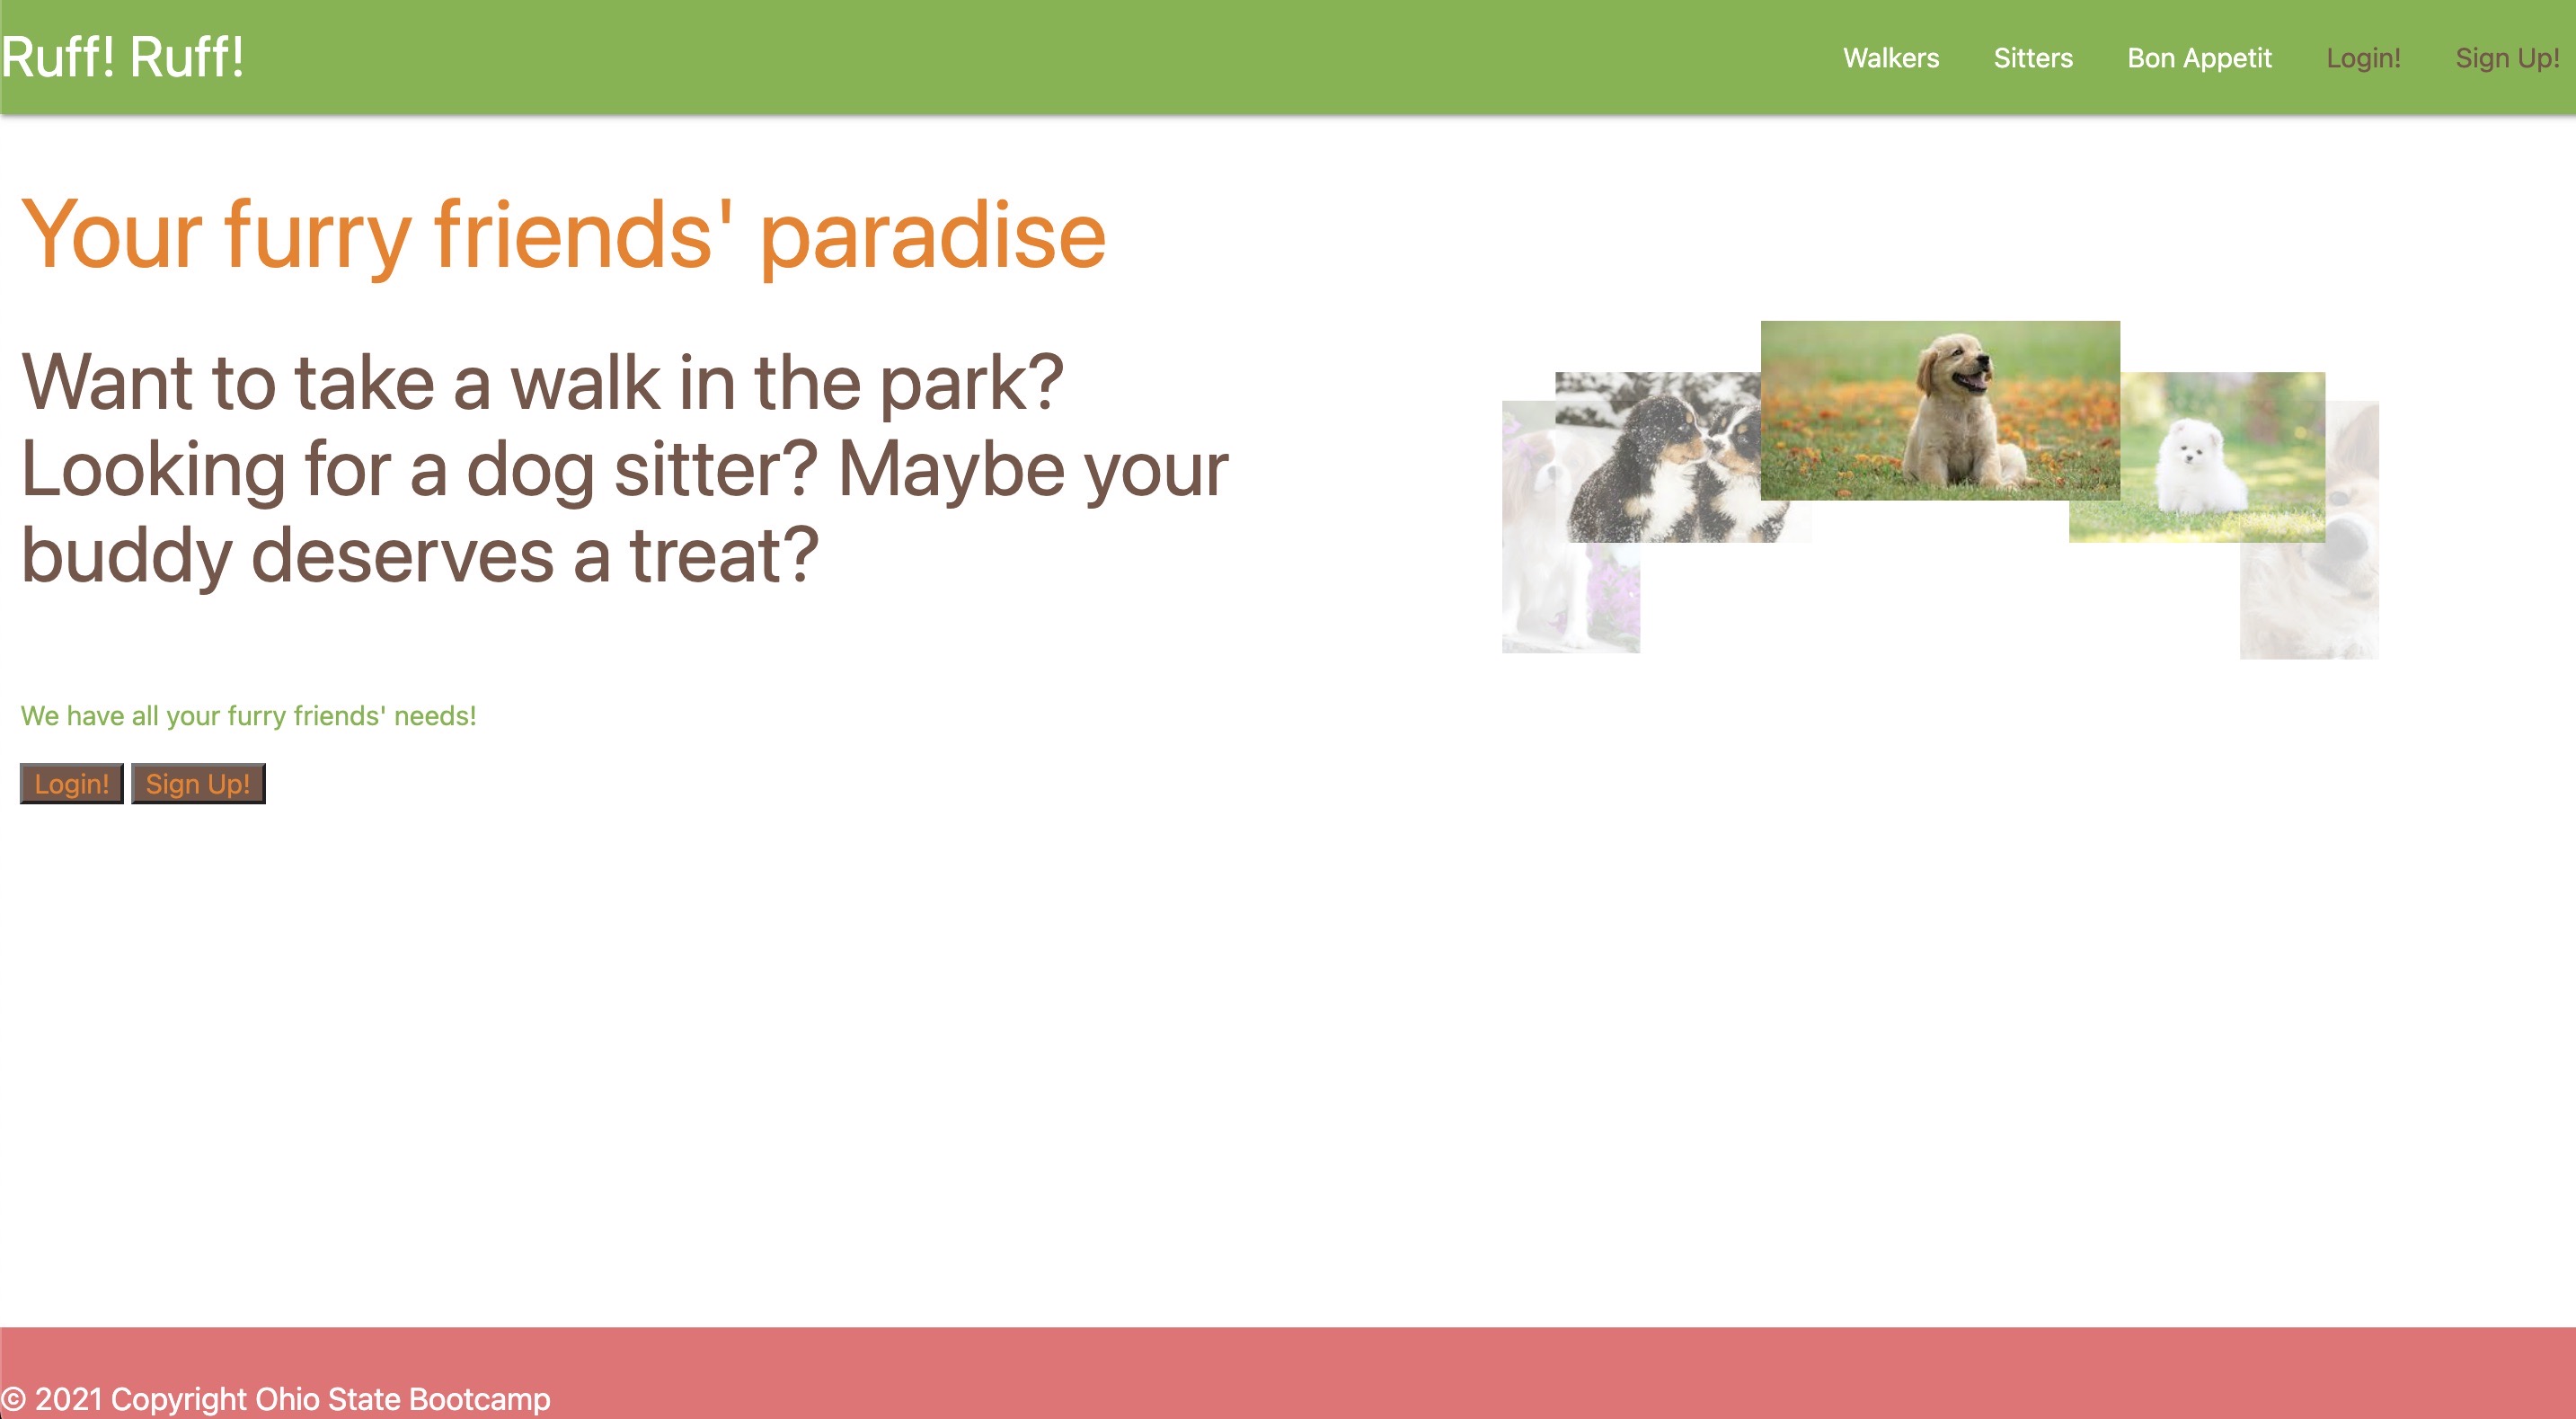 Ruff! Ruff!
Walkers Sitters Bon Appetit Login! Sign Up!
Your furry friends' paradise
Want to take a walk in the park?
Looking for a dog sitter? Maybe your
buddy deserves a treat?
We have all your furry friends' needs!
Login! Sign Up!
© 2021 Copyright Ohio State Bootcamp